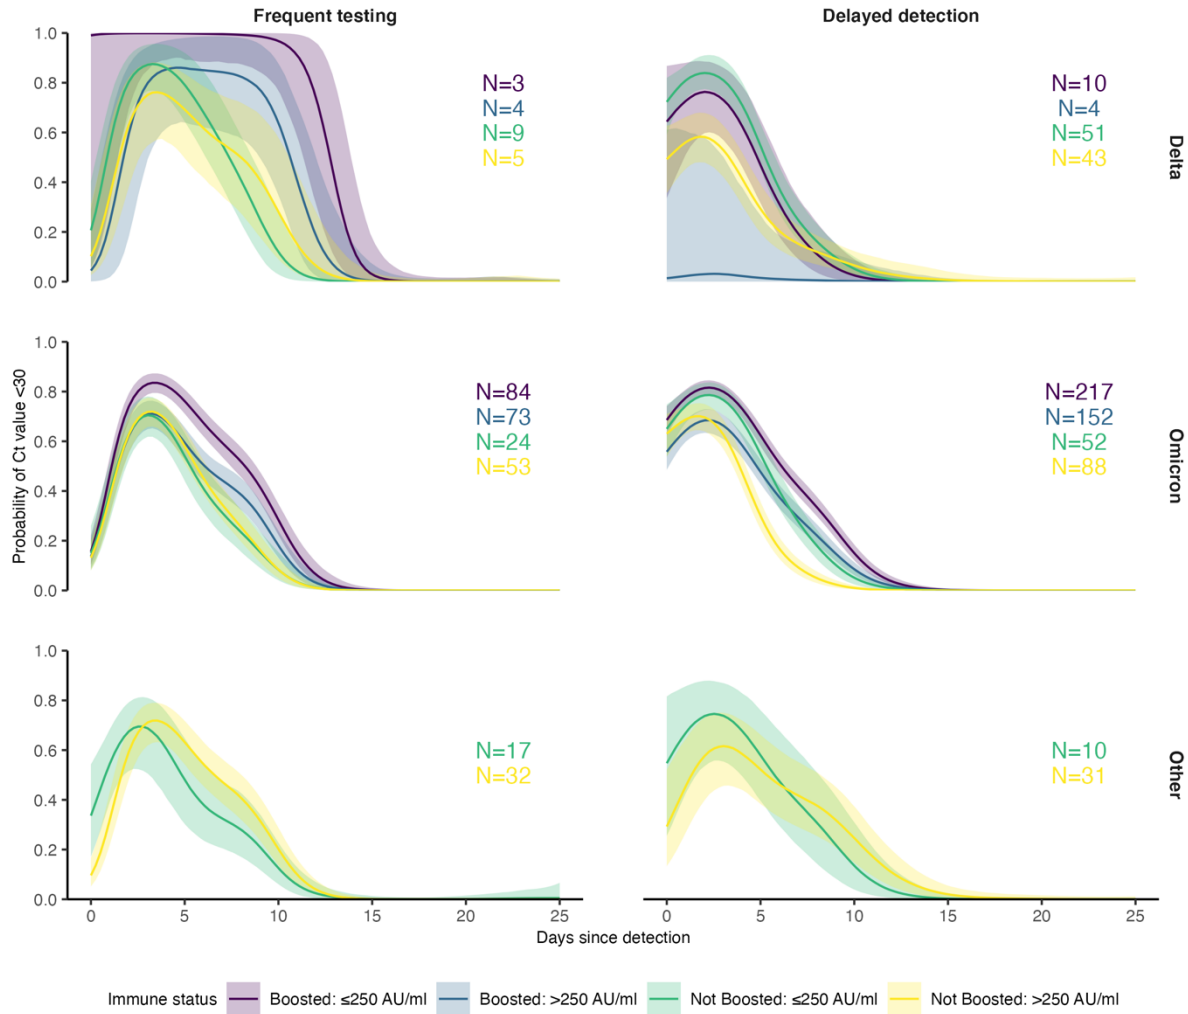 Frequent testing
Delayed detection
1.0
0.8
0.6
0.4
0.2
0.0
N=3
N=4
N=9
N=5
N=10
N=4
N=51
N=43
Delta
Probability of Ct value <30
1.0
0.8
0.6
0.4
0.2
0.0
N=84
N=73
N=24
N=53
N=217
N=152
N=52
N=88
Omicron
1.0
0.8
0.6
0.4
0.2
0.0
N=17
N=32
N=10
N=31
Other
0 5 10 15 20 25
0 5 10 15 20 25
Days since detection
Immune status Boosted: ≤250 AU/ml Boosted: >250 AU/ml Not Boosted: ≤250 AU/ml Not Boosted: >250 AU/ml